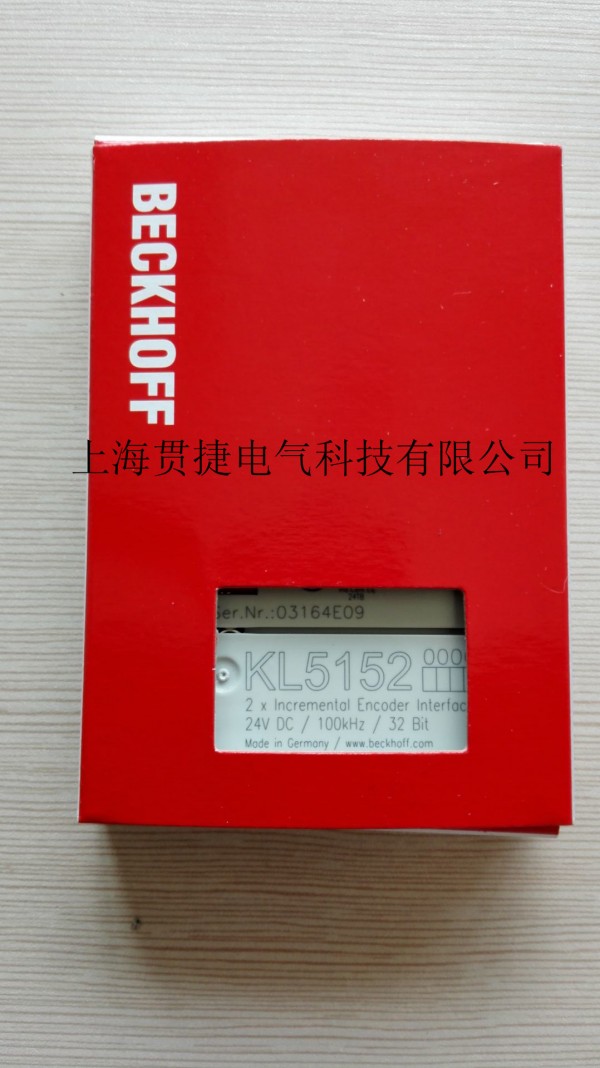 BECKHOFF
上海贯捷电气科技有限公司
Ser.Nr.:03164E09
KL5152
2 x Incremental Encoder Interfac
24V DC / 100kHz / 32 Bit
Made in Germany / www.beckhoff.com